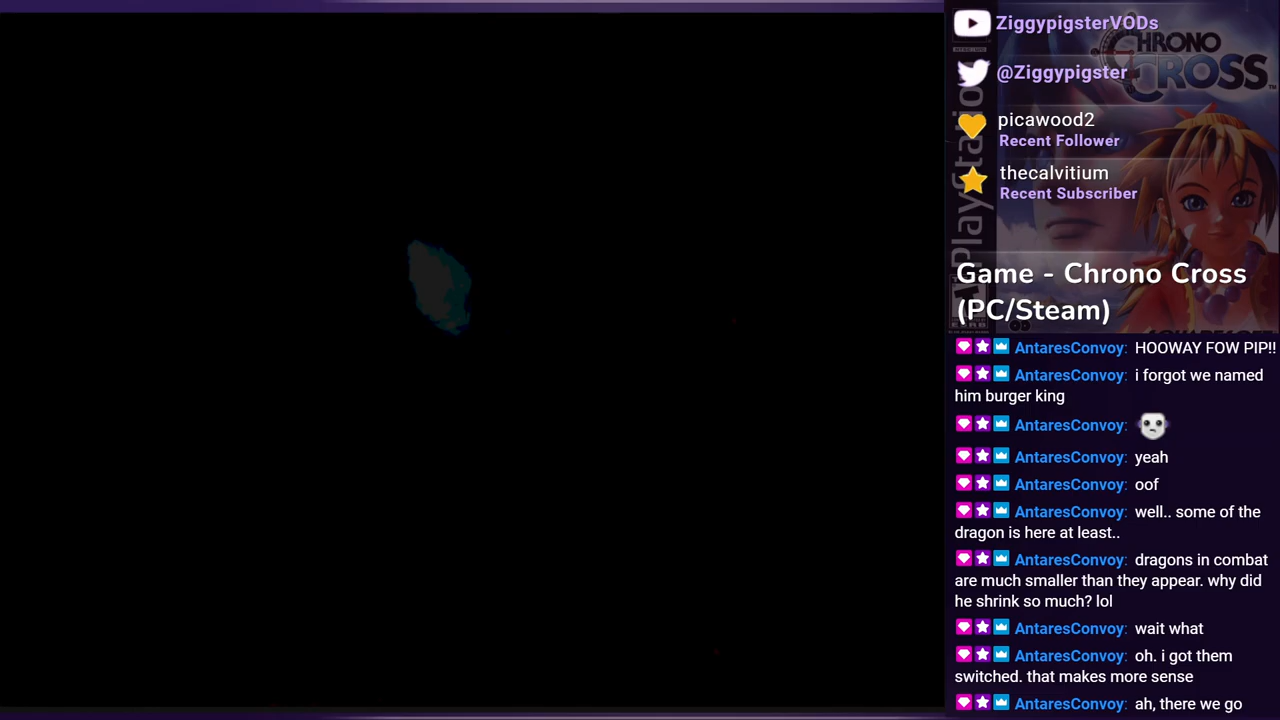 ZiggypigsterVODs
@Ziggypigster
picawood2
Recent Follower
thecalvitium
Recent Subscriber
CHRONO
CROSS
PlayStation
Game - Chrono Cross
(PC/Steam)
AntaresConvoy: HOOWAY FOW PIP!!
AntaresConvoy: i forgot we named
him burger king
AntaresConvoy:
AntaresConvoy: yeah
AntaresConvoy: oof
AntaresConvoy: well.. some of the
dragon is here at least..
AntaresConvoy: dragons in combat
are much smaller than they appear. why did
he shrink so much? lol
AntaresConvoy: wait what
AntaresConvoy: oh. i got them
switched. that makes more sense
AntaresConvoy: ah, there we go